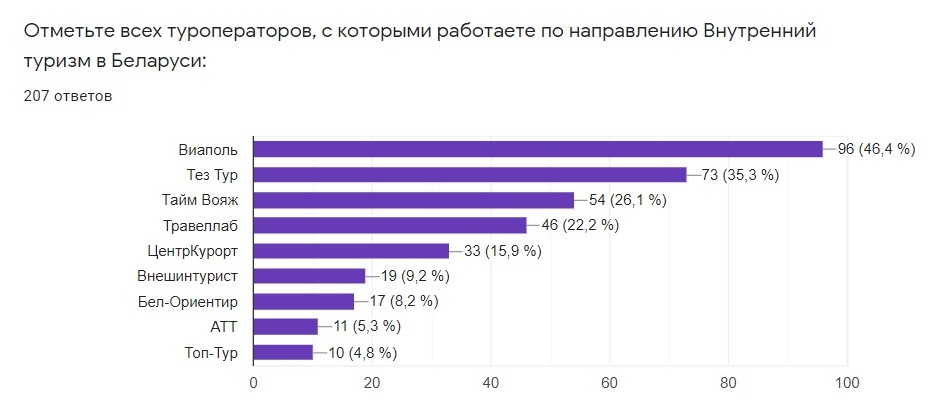 Отметьте всех туроператоров, с которыми работаете по направлению Внутренний
туризм в Беларуси:
207 ответов
Виаполь 96 (46,4 %)
Тез Тур 73 (35,3 %)
Тайм Вояж 54 (26,1 %)
Травеллаб 46 (22,2 %)
ЦентрКурорт 33 (15,9 %)
Внешинтурист 19 (9,2 %)
Бел-Ориентир 17 (8,2 %)
АТТ 11 (5,3 %)
Топ-Тур 10 (4,8 %)
0 20 40 60 80 100